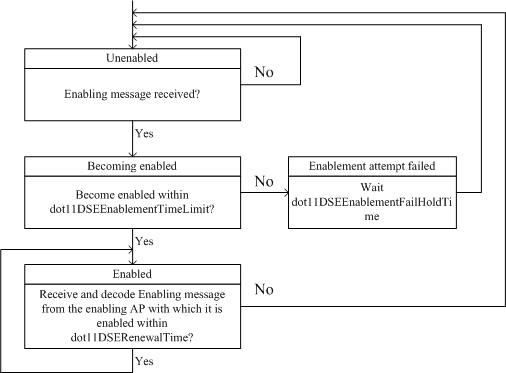 Unenabled
No
Enabling message received?
Yes
Becoming enabled
No
Enablement attempt failed
Become enabled within
dot11DSEEnablementTimeLimit?
Wait
dot11DSEEnablementFailHoldTi
me
Yes
Enabled
No
Receive and decode Enabling message
from the enabling AP with which it is
enabled within
dot11DSERenewalTime?
Yes